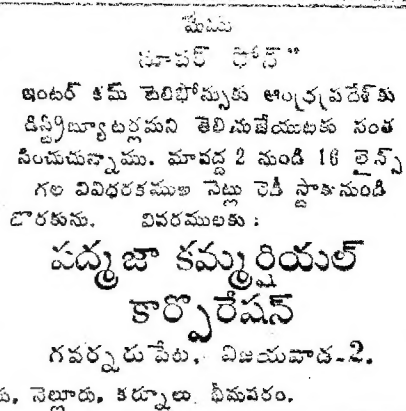 మేము
సూపర్ ఫోన్"
ఇంటర్ కమ్ టెలిఫోన్సుకు ఆంధ్రప్రదేశ్‌కు
డిస్ట్రిబ్యూటర్లమని తెలియజేయుటకు సంత
సించుచున్నాము. మావద్ద 2 నుండి 16 లైన్స్
గల వివిధరకముల సెట్లు రెడీ స్టాకునుండి
దొరకును. వివరములకు :
పద్మజా కమ్మర్షియల్
కార్పొరేషన్
గవర్నరుపేట, విజయవాడ-2.
నెల్లూరు, కర్నూలు, భీమవరం.